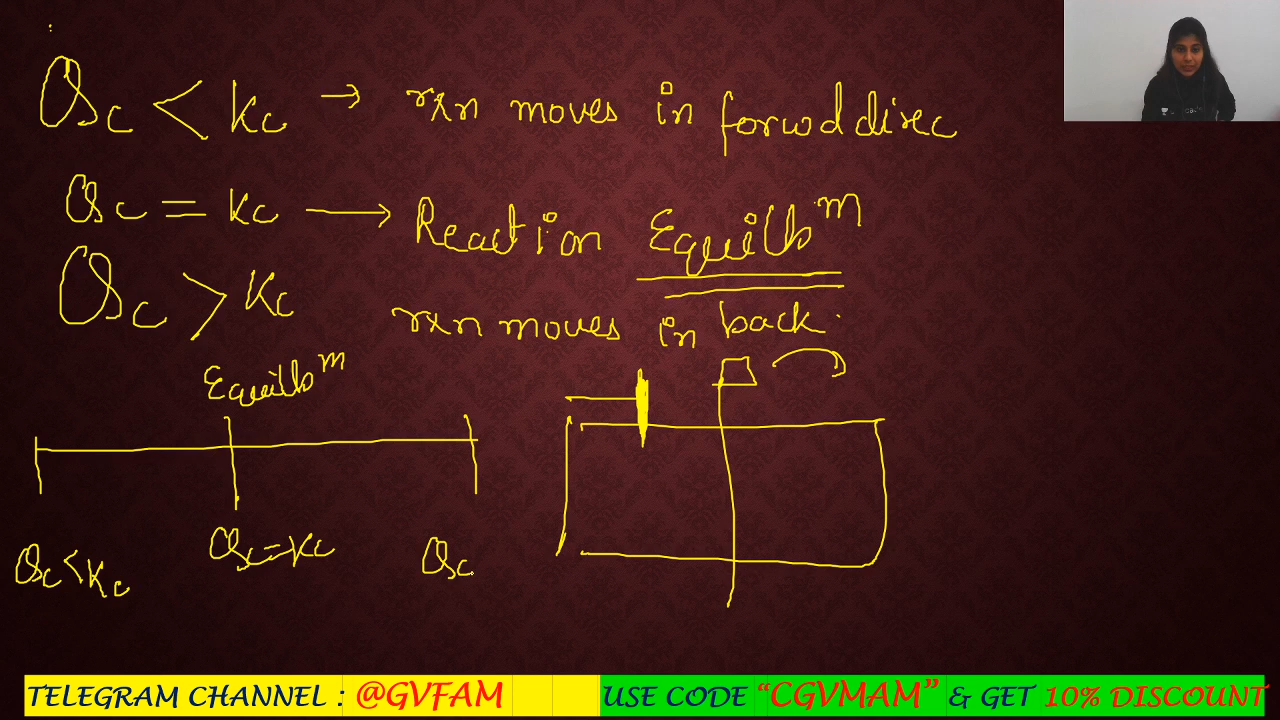 Qc < Kc → rxn moves in forwd direc
Qc = Kc → Reaction Equilbᵐ
Qc > Kc rxn moves in back.
Equilbᵐ
Qc < Kc
Qc = Kc
Qc
TELEGRAM CHANNEL : @GVFAM
USE CODE “CGVMAM” & GET 10% DISCOUNT